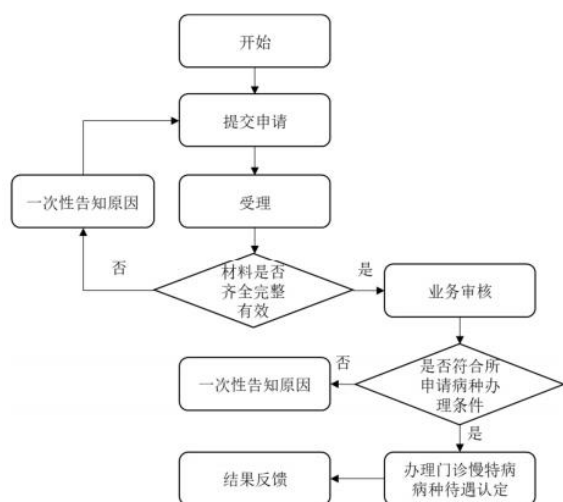 开始
提交申请
一次性告知原因
受理
材料是否
齐全完整
有效
否
是
业务审核
是否符合所
申请病种办
理条件
否
一次性告知原因
是
办理门诊慢特病
病种待遇认定
结果反馈